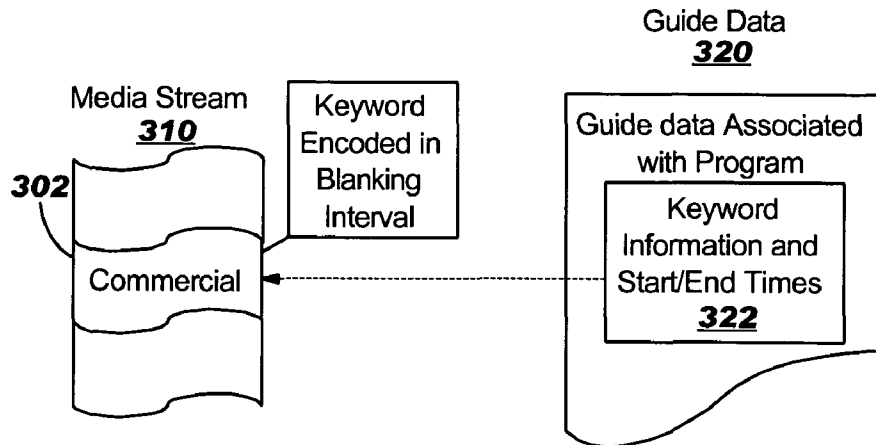 Guide Data
320
Media Stream
310
Keyword
Encoded in
Blanking
Interval
302
Commercial
Guide data Associated
with Program
Keyword
Information and
Start/End Times
322